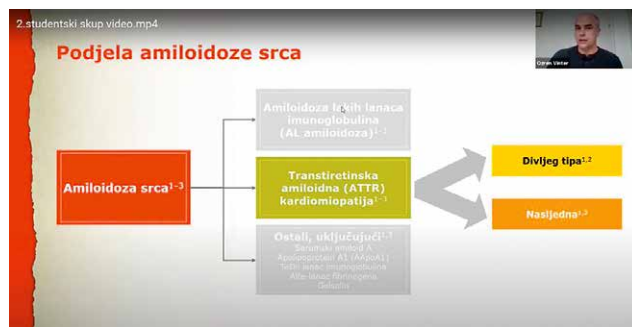 2.studentski skup video.mp4
Podjela amiloidoze srca
Amiloidoza lakih lanaca
imunoglobulina
(AL amiloidoza)¹⁻³
Amiloidoza srca¹⁻³
Transtiretinska
amiloidna (ATTR)
kardiomiopatija¹⁻³
Divljeg tipa¹,²
Nasljedna¹,³
Ostali, uključujući¹,³
Serumski amiloid A
Apolipoprotein A1 (AApoA1)
Teški lanac imunoglobulina
Alfa-lanac fibrinogena
Gelsolin